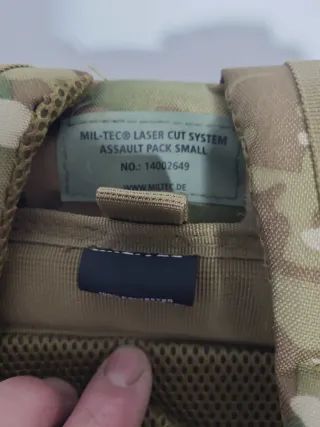 MIL-TEC® LASER CUT SYSTEM
ASSAULT PACK SMALL
NO.: 14002649
WWW.MILTEC.DE